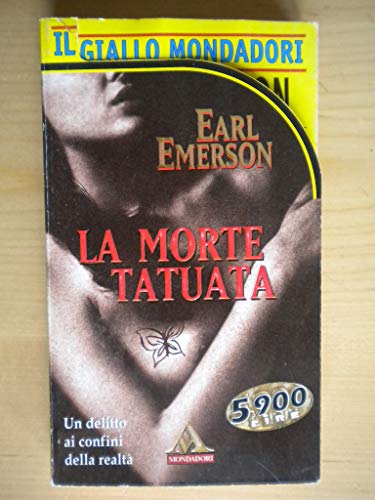 IL GIALLO MONDADORI
EARL
EMERSON
LA MORTE
TATUATA
5.900
LIRE
Un delitto
ai confini
della realtà
MONDADORI